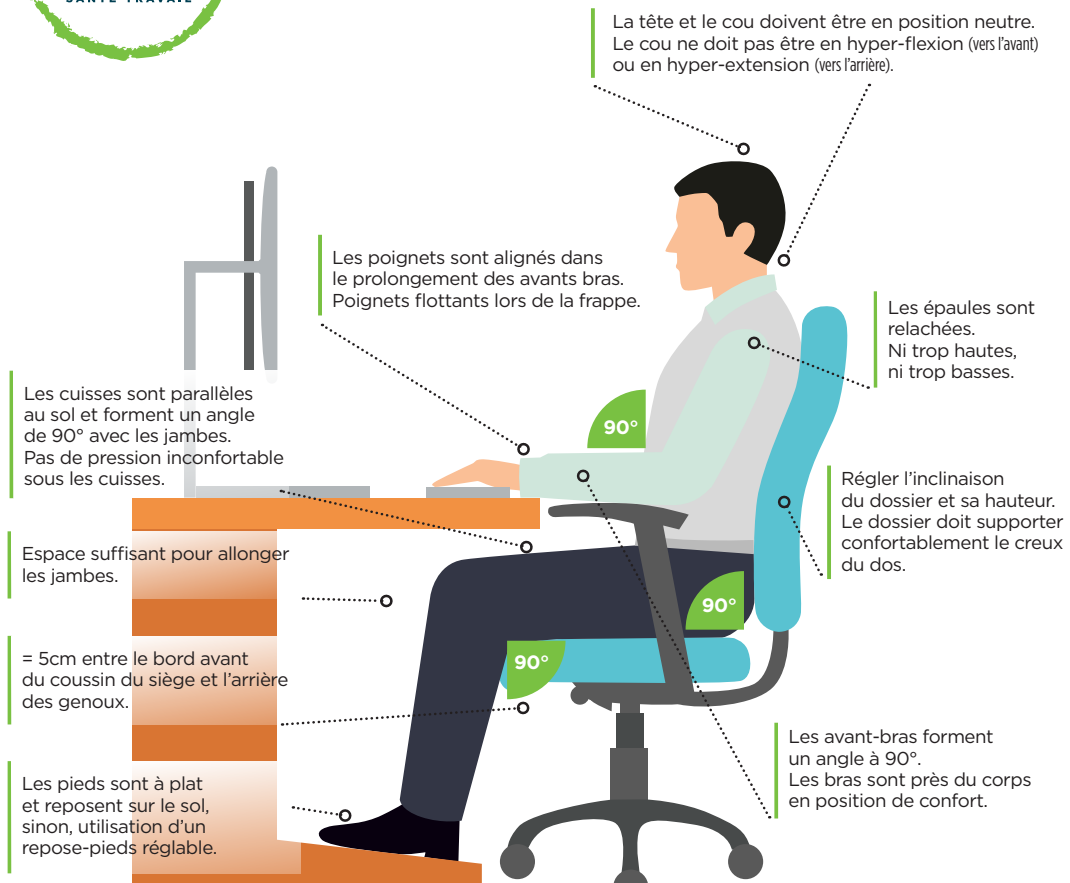 SANTÉ TRAVAIL
La tête et le cou doivent être en position neutre.
Le cou ne doit pas être en hyper-flexion (vers l'avant)
ou en hyper-extension (vers l'arrière).
Les poignets sont alignés dans
le prolongement des avants bras.
Poignets flottants lors de la frappe.
Les épaules sont
relachées.
Ni trop hautes,
ni trop basses.
Les cuisses sont parallèles
au sol et forment un angle
de 90° avec les jambes.
Pas de pression inconfortable
sous les cuisses.
90°
Régler l'inclinaison
du dossier et sa hauteur.
Le dossier doit supporter
confortablement le creux
du dos.
Espace suffisant pour allonger
les jambes.
90°
90°
= 5cm entre le bord avant
du coussin du siège et l'arrière
des genoux.
Les avant-bras forment
un angle à 90°.
Les bras sont près du corps
en position de confort.
Les pieds sont à plat
et reposent sur le sol,
sinon, utilisation d'un
repose-pieds réglable.